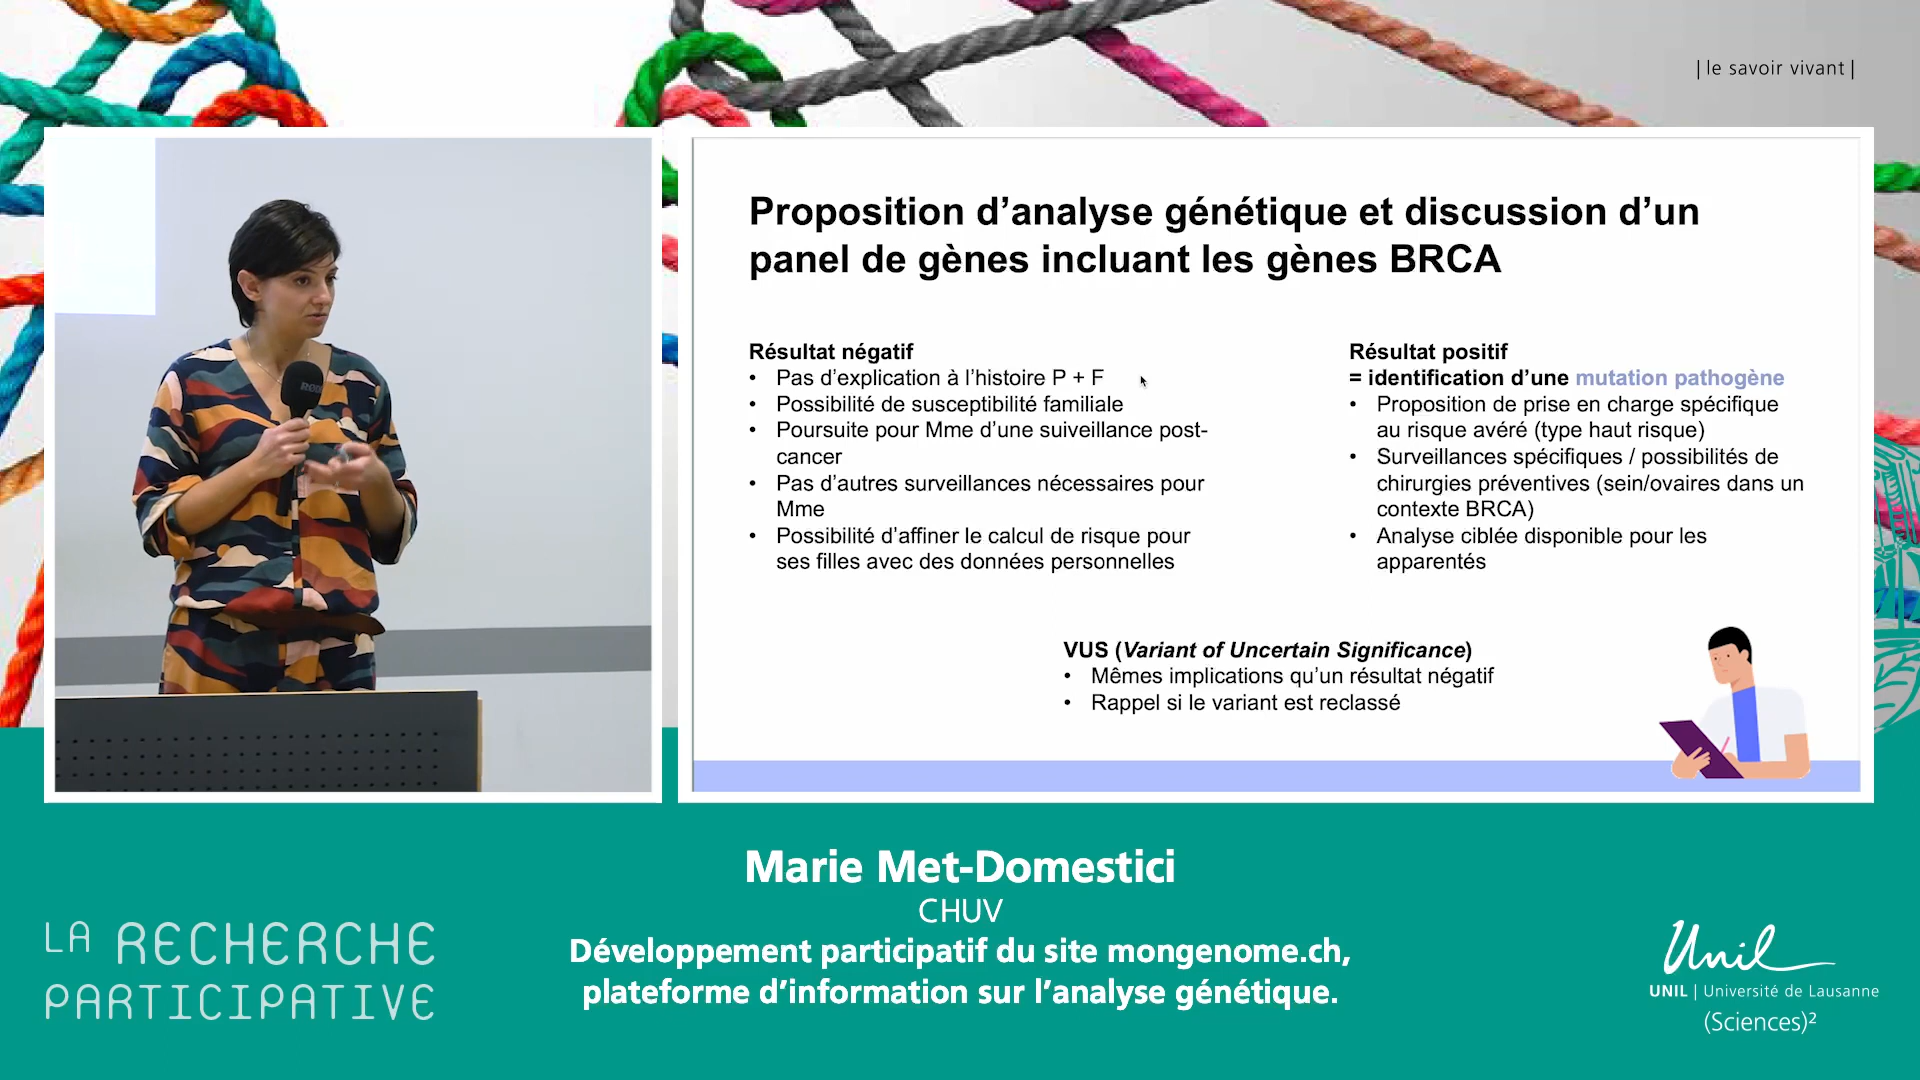 | le savoir vivant |
Proposition d’analyse génétique et discussion d’un
panel de gènes incluant les gènes BRCA
Résultat négatif
• Pas d’explication à l’histoire P + F
• Possibilité de susceptibilité familiale
• Poursuite pour Mme d’une suiveillance post-
cancer
• Pas d’autres surveillances nécessaires pour
Mme
• Possibilité d’affiner le calcul de risque pour
ses filles avec des données personnelles
Résultat positif
= identification d’une mutation pathogène
• Proposition de prise en charge spécifique
au risque avéré (type haut risque)
• Surveillances spécifiques / possibilités de
chirurgies préventives (sein/ovaires dans un
contexte BRCA)
• Analyse ciblée disponible pour les
apparentés
VUS (Variant of Uncertain Significance)
• Mêmes implications qu’un résultat négatif
• Rappel si le variant est reclassé
Marie Met-Domestici
CHUV
Développement participatif du site mongenome.ch,
plateforme d’information sur l’analyse génétique.
LA RECHERCHE
PARTICIPATIVE
Unil
UNIL | Université de Lausanne
(Sciences)²